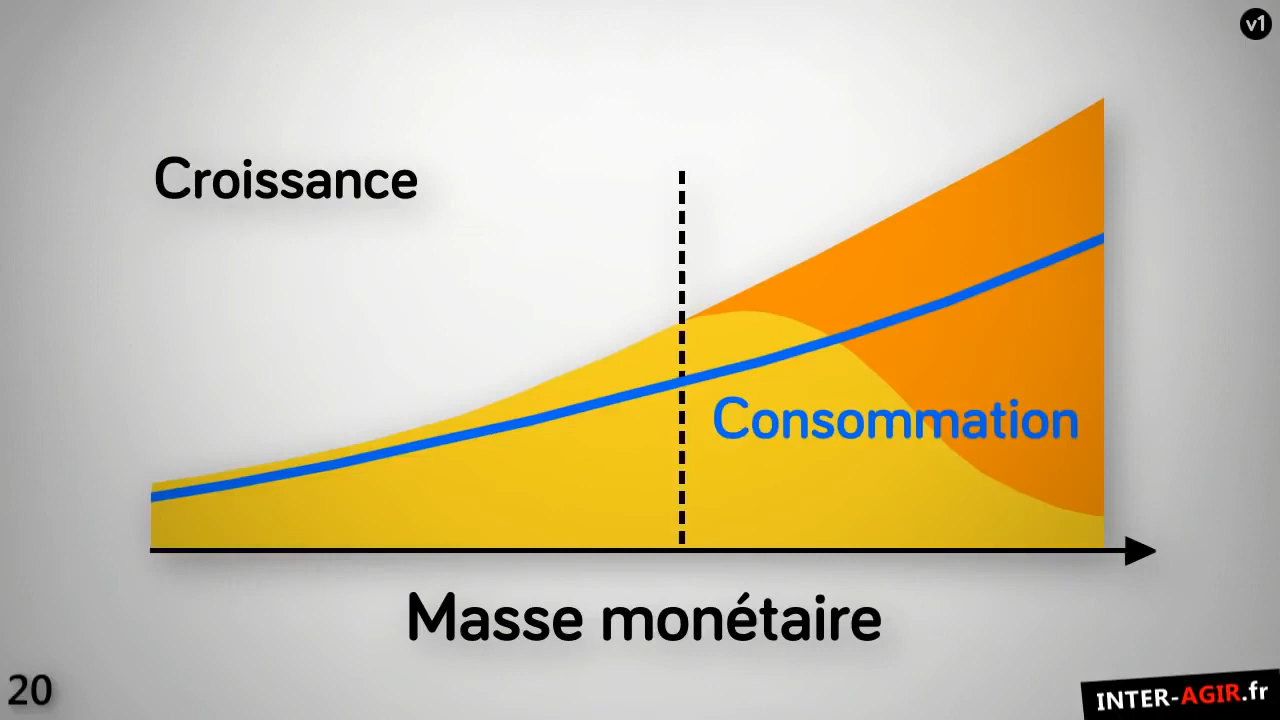 v1
Croissance
Consommation
Masse monétaire
20
INTER-AGIR.fr